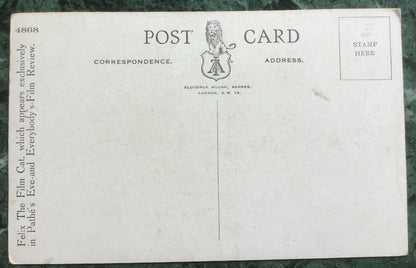 4868
POST CARD
CORRESPONDENCE.
ADDRESS.
STAMP
HERE
FLORENCE HOUSE, BARNES,
LONDON, S.W 13.
Felix The Film Cat, which appears exclusively
in Pathé's Eve-and Everybody's-Film Review.